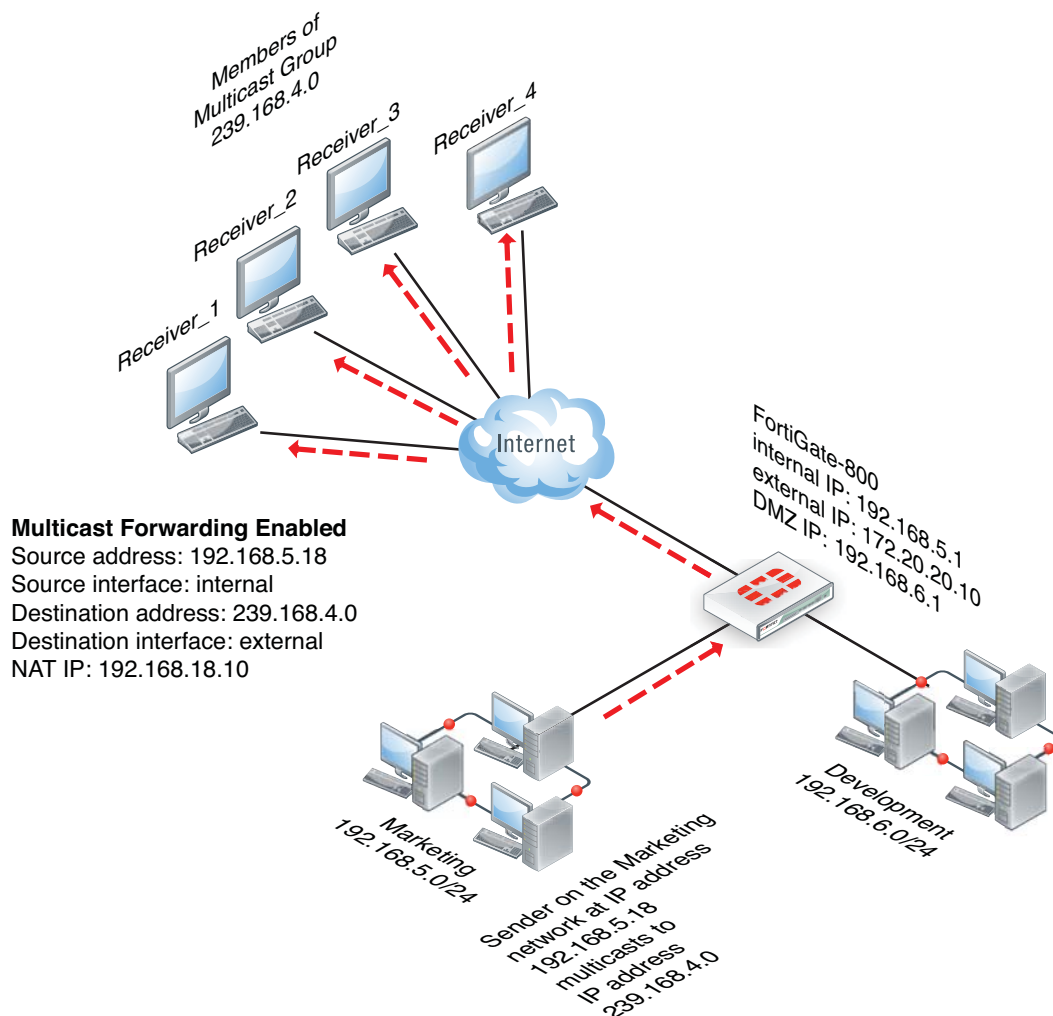 Members of
Multicast Group
239.168.4.0
Receiver_4
Receiver_3
Receiver_2
Receiver_1
Internet
FortiGate-800
internal IP: 192.168.5.1
external IP: 172.20.20.10
DMZ IP: 192.168.6.1
Multicast Forwarding Enabled
Source address: 192.168.5.18
Source interface: internal
Destination address: 239.168.4.0
Destination interface: external
NAT IP: 192.168.18.10
Marketing
192.168.5.0/24
Development
192.168.6.0/24
Sender on the Marketing
network at IP address
192.168.5.18
multicasts to
IP address
239.168.4.0